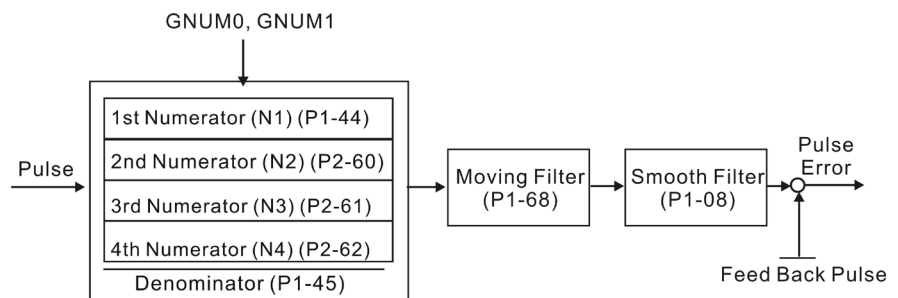 GNUM0, GNUM1
Pulse
1st Numerator (N1) (P1-44)
2nd Numerator (N2) (P2-60)
3rd Numerator (N3) (P2-61)
4th Numerator (N4) (P2-62)
Denominator (P1-45)
Moving Filter
(P1-68)
Smooth Filter
(P1-08)
Pulse
Error
Feed Back Pulse